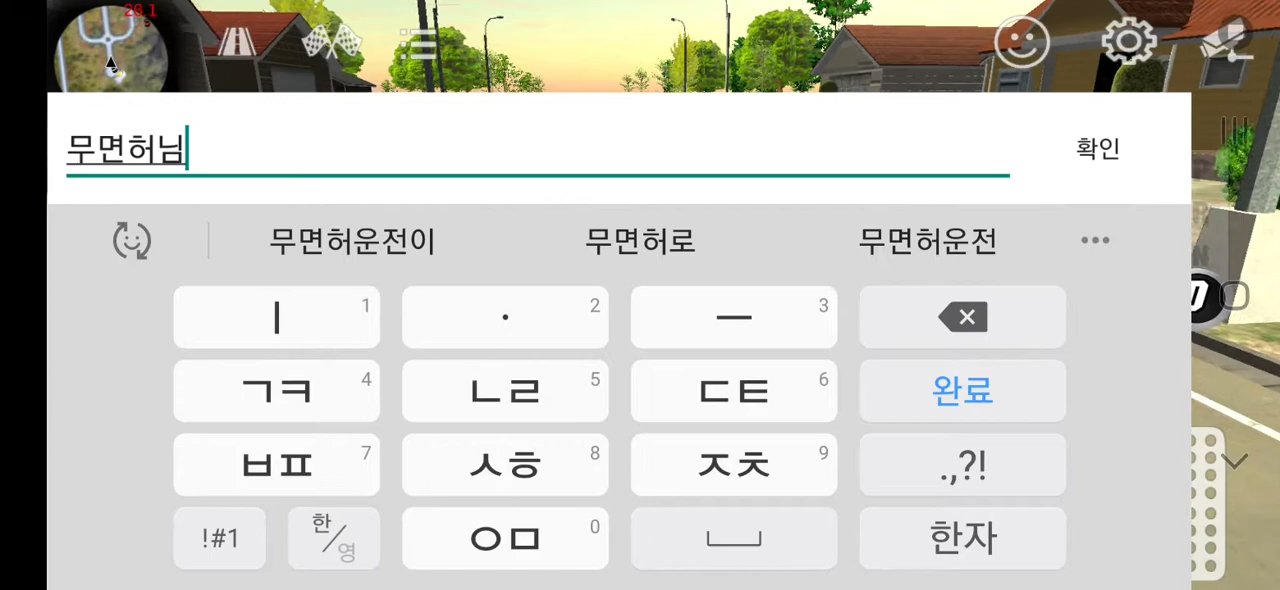 28.1
무면허님
확인
무면허운전이 무면허로 무면허운전 •••
ㅣ 1 · 2 ㅡ 3
ㄱㅋ 4 ㄴㄹ 5 ㄷㅌ 6 완료
ㅂㅍ 7 ㅅㅎ 8 ㅈㅊ 9 .,?!
!#1 한/영 ㅇㅁ 0 한자